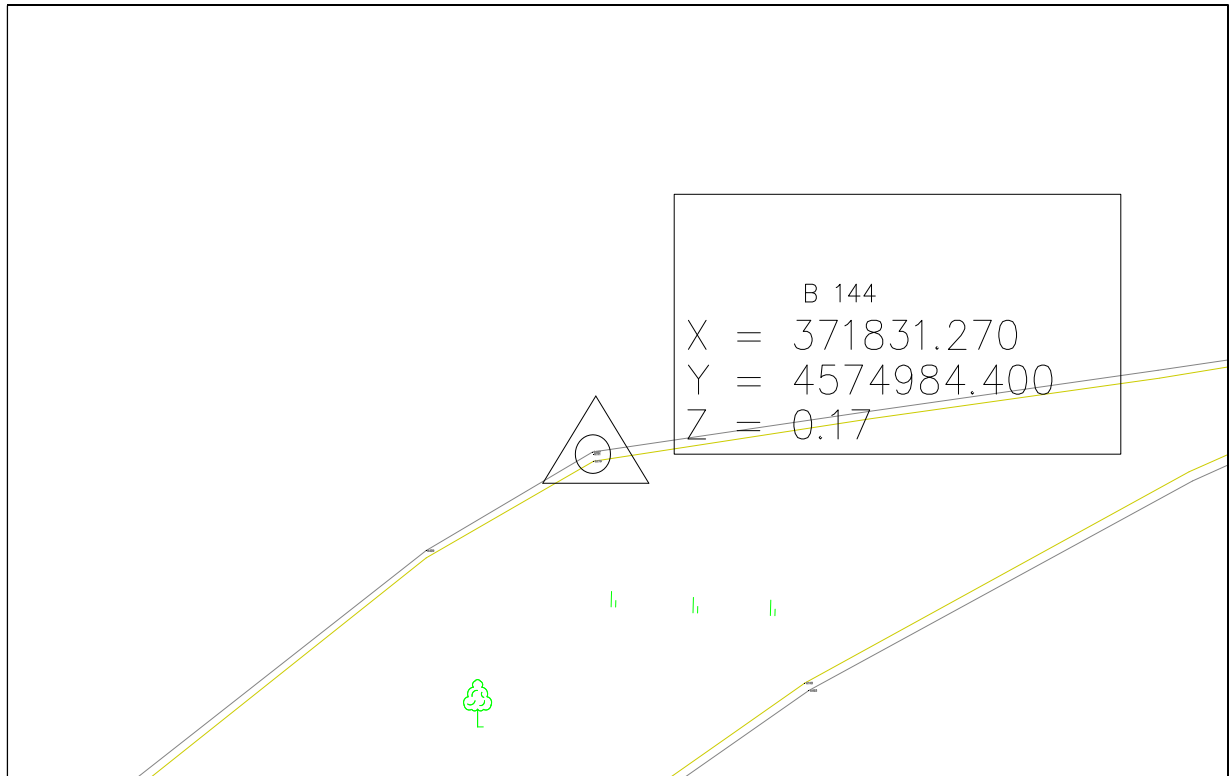 B 144
X = 371831.270
Y = 4574984.400
Z = 0.17